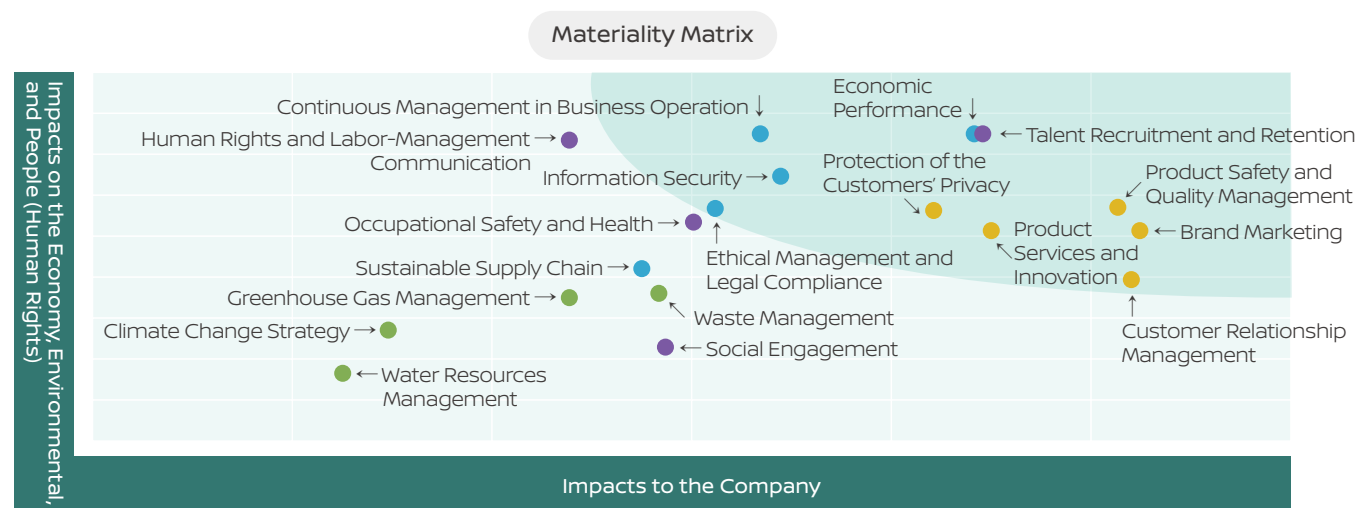 Materiality Matrix
Impacts on the Economy, Environmental,
and People (Human Rights)
Economic
Performance
Continuous Management in Business Operation
Human Rights and Labor-Management
Communication
Talent Recruitment and Retention
Protection of the
Customers' Privacy
Product Safety and
Quality Management
Information Security
Occupational Safety and Health
Brand Marketing
Product
Services and
Innovation
Ethical Management and
Legal Compliance
Sustainable Supply Chain
Greenhouse Gas Management
Waste Management
Climate Change Strategy
Customer Relationship
Management
Social Engagement
Water Resources
Management
Impacts to the Company